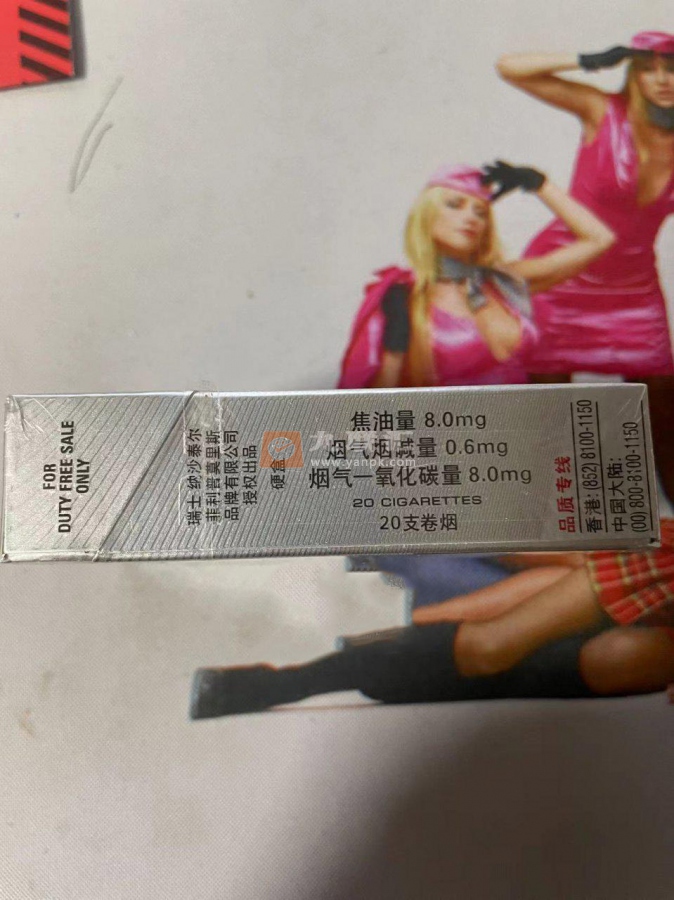 FOR
DUTY FREE SALE
ONLY
瑞士纳沙泰尔
菲利普莫里斯
品牌有限公司
授权出品
硬盒
焦油量 8.0mg
烟气烟碱量 0.6mg
烟气一氧化碳量 8.0mg
20 CIGARETTES
20支卷烟
品质专线
香港: (852) 8100-1150
中国大陆:
(00) 800-8100-1150
www.yanpk.com